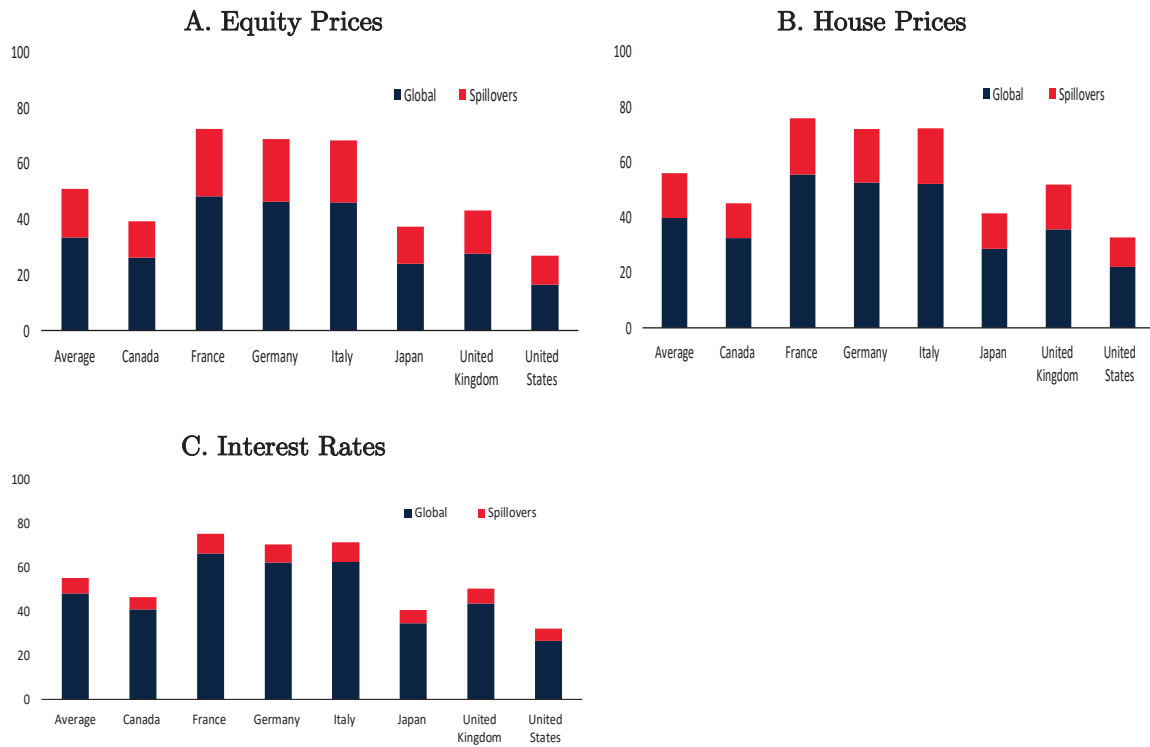 A. Equity Prices
100
80
60
40
20
0
Global Spillovers
Average Canada France Germany Italy Japan United Kingdom United States
B. House Prices
100
80
60
40
20
0
Global Spillovers
Average Canada France Germany Italy Japan United Kingdom United States
C. Interest Rates
100
80
60
40
20
0
Global Spillovers
Average Canada France Germany Italy Japan United Kingdom United States